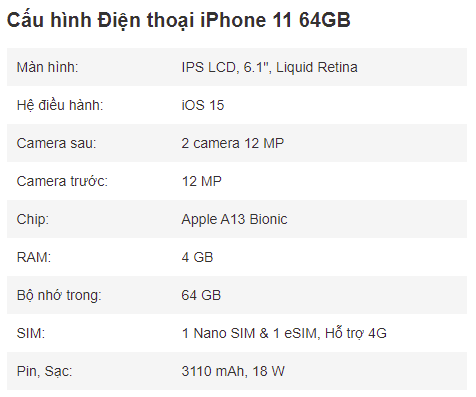 Cấu hình Điện thoại iPhone 11 64GB
Màn hình: IPS LCD, 6.1", Liquid Retina
Hệ điều hành: iOS 15
Camera sau: 2 camera 12 MP
Camera trước: 12 MP
Chip: Apple A13 Bionic
RAM: 4 GB
Bộ nhớ trong: 64 GB
SIM: 1 Nano SIM & 1 eSIM, Hỗ trợ 4G
Pin, Sạc: 3110 mAh, 18 W